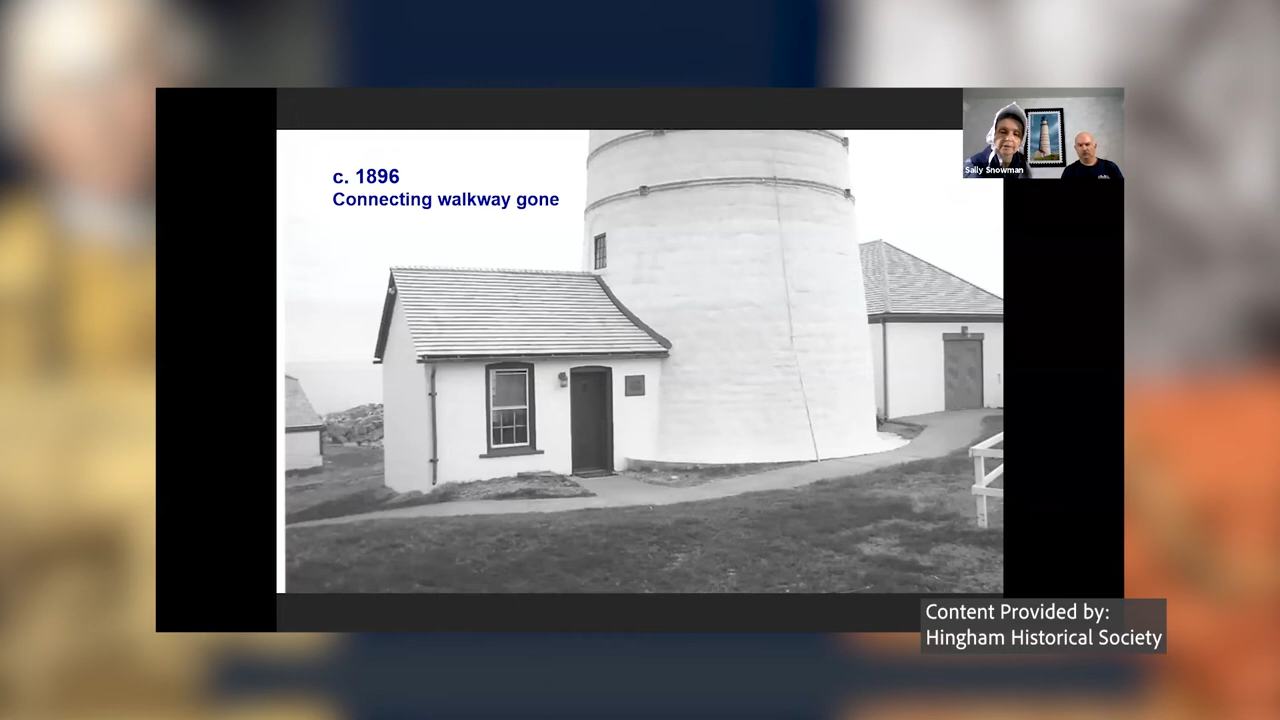 c. 1896
Connecting walkway gone
Sally Snowman
Content Provided by:
Hingham Historical Society